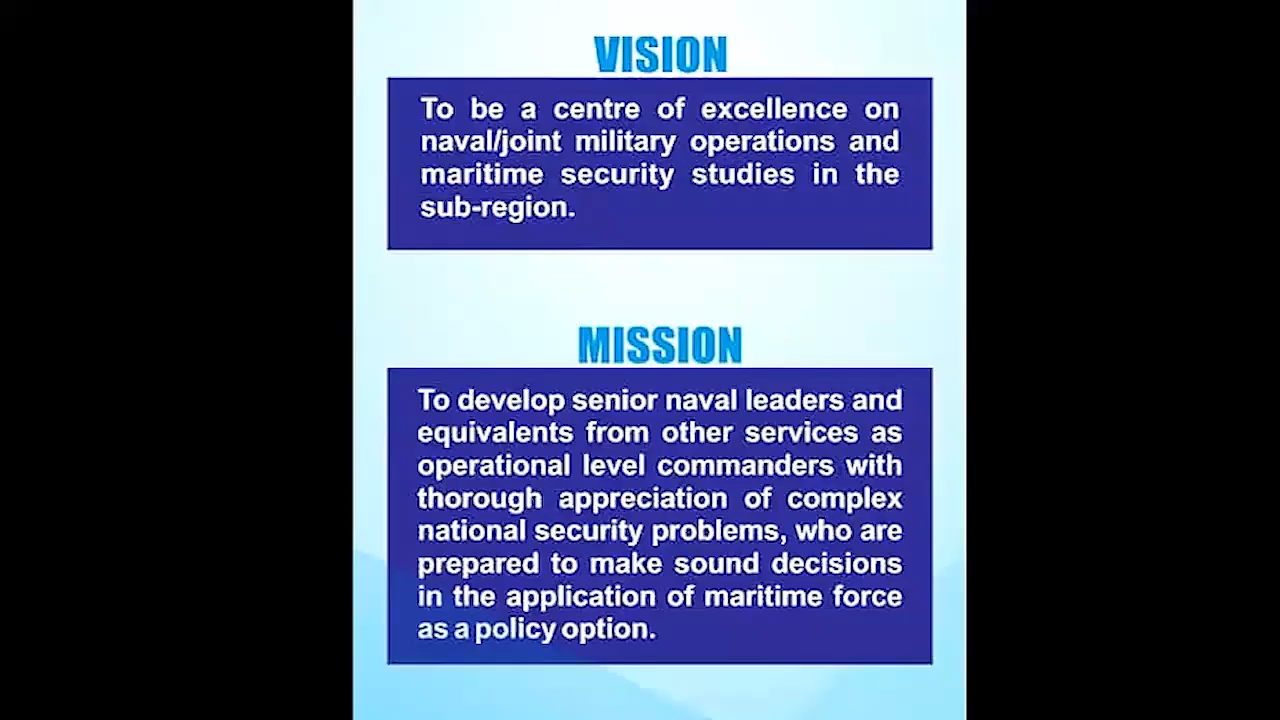 VISION
To be a centre of excellence on
naval/joint military operations and
maritime security studies in the
sub-region.
MISSION
To develop senior naval leaders and
equivalents from other services as
operational level commanders with
thorough appreciation of complex
national security problems, who are
prepared to make sound decisions
in the application of maritime force
as a policy option.